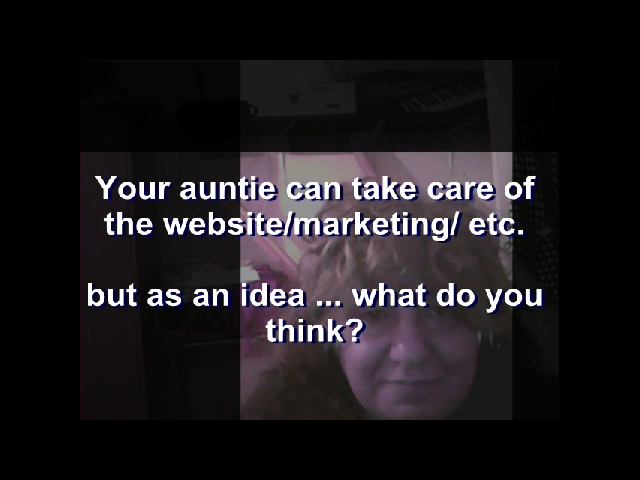 Your auntie can take care of
the website/marketing/ etc.
but as an idea ... what do you
think?